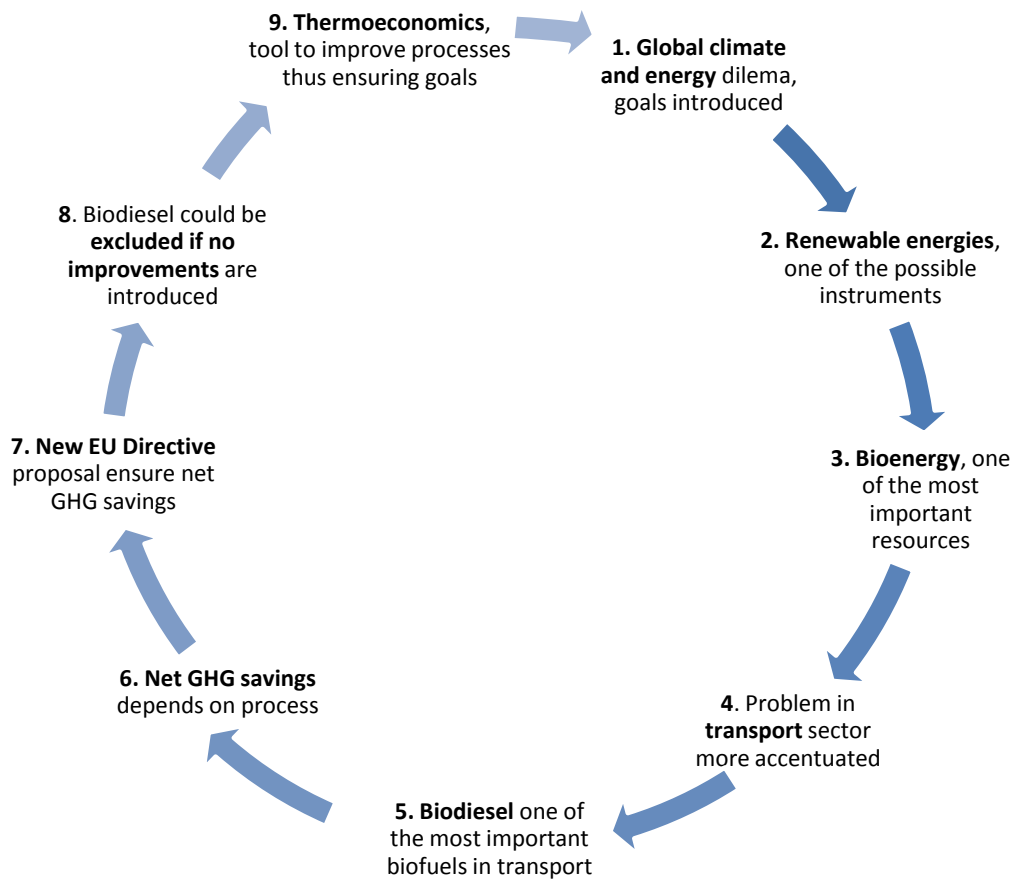 9. Thermoeconomics,
tool to improve processes
thus ensuring goals
1. Global climate
and energy dilemma,
goals introduced
2. Renewable energies,
one of the possible
instruments
3. Bioenergy, one
of the most
important
resources
4. Problem in
transport sector
more accentuated
5. Biodiesel one of
the most important
biofuels in transport
6. Net GHG savings
depends on process
7. New EU Directive
proposal ensure net
GHG savings
8. Biodiesel could be
excluded if no
improvements are
introduced